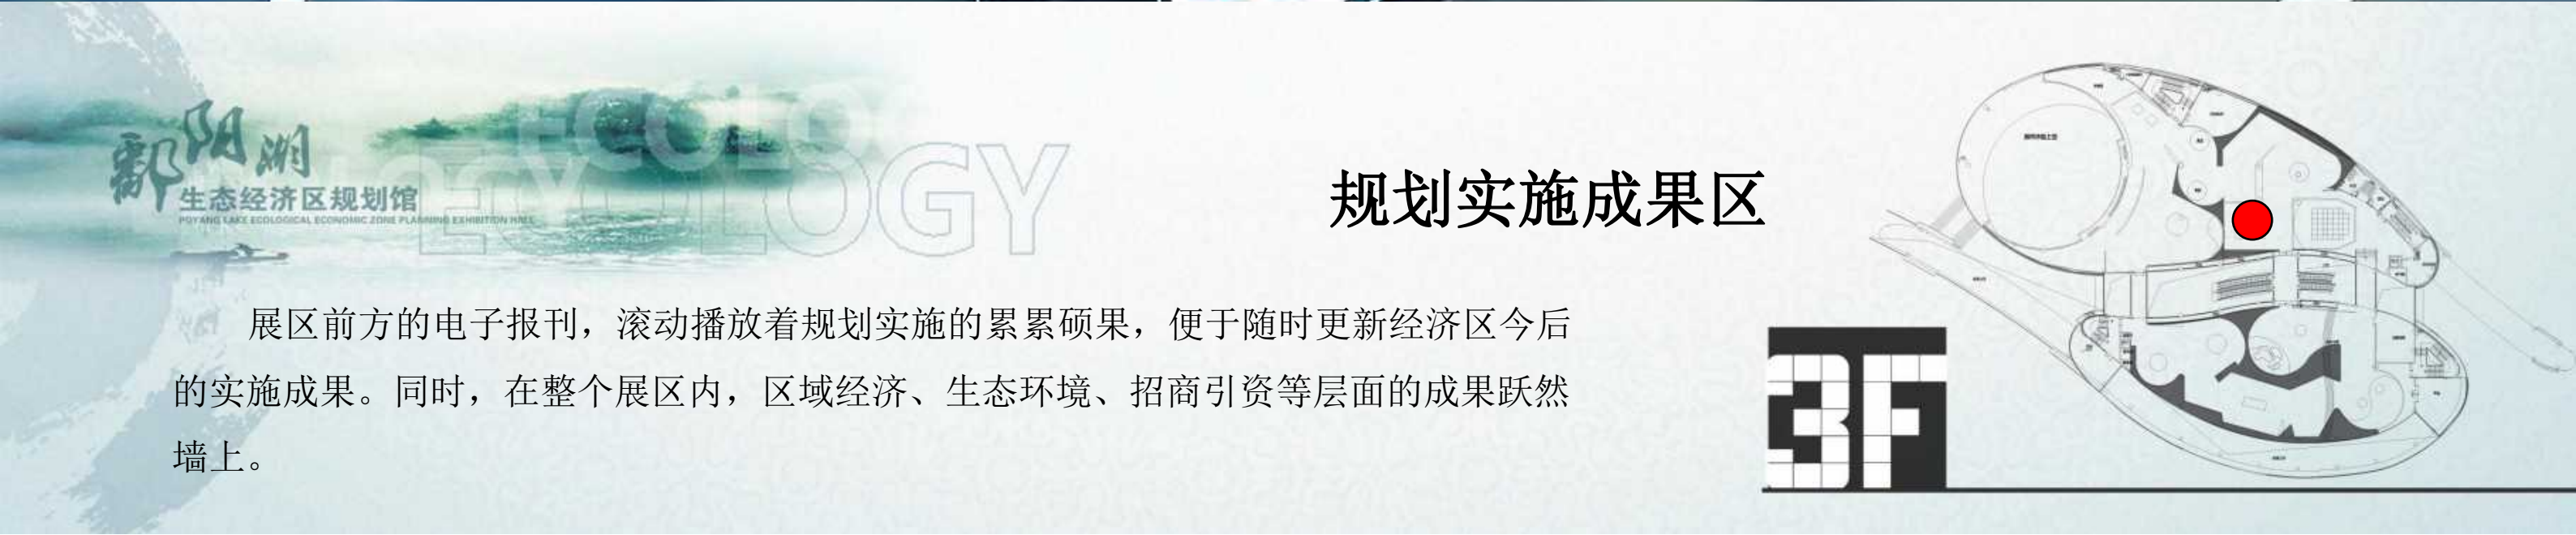 鄱阳湖
生态经济区规划馆
POYANG LAKE ECOLOGICAL ECONOMIC ZONE PLANNING EXHIBITION HALL
ECOLO
ECOLOGY
规划实施成果区
展区前方的电子报刊，滚动播放着规划实施的累累硕果，便于随时更新经济区今后
的实施成果。同时，在整个展区内，区域经济、生态环境、招商引资等层面的成果跃然
墙上。
3F